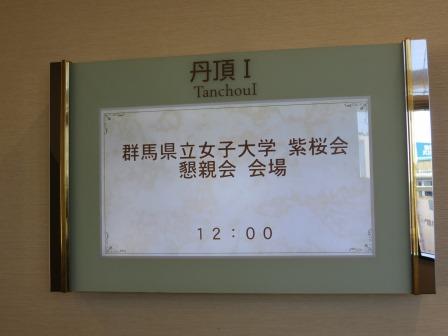 丹頂 I
TanchouI
群馬県立女子大学 紫桜会
懇親会 会場
１２：００